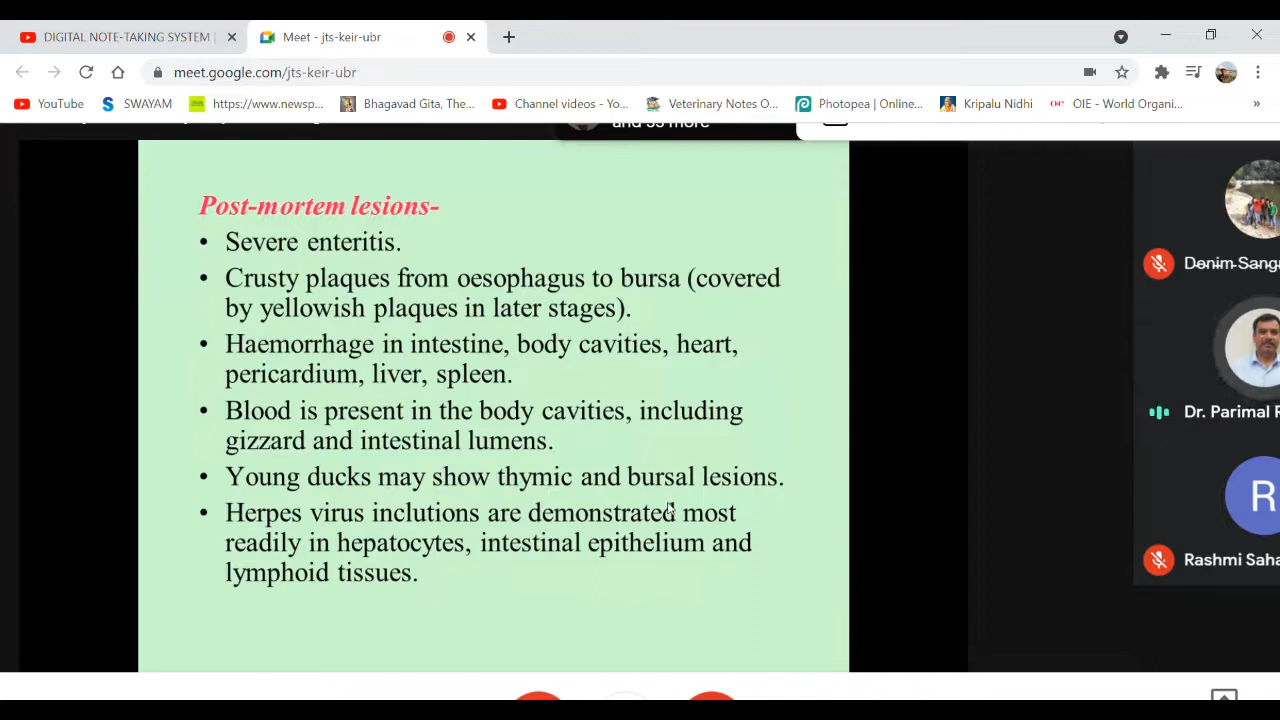 DIGITAL NOTE-TAKING SYSTEM |
Meet - jts-keir-ubr
meet.google.com/jts-keir-ubr
YouTube
SWAYAM
https://www.newsp...
Bhagavad Gita, The...
Channel videos - Yo...
Veterinary Notes O...
Photopea | Online...
Kripalu Nidhi
OIE - World Organi...
»
and 53 more
Post-mortem lesions-
• Severe enteritis.
• Crusty plaques from oesophagus to bursa (covered
by yellowish plaques in later stages).
• Haemorrhage in intestine, body cavities, heart,
pericardium, liver, spleen.
• Blood is present in the body cavities, including
gizzard and intestinal lumens.
• Young ducks may show thymic and bursal lesions.
• Herpes virus inclutions are demonstrated most
readily in hepatocytes, intestinal epithelium and
lymphoid tissues.
Denim Sang
Dr. Parimal R
R
Rashmi Saha